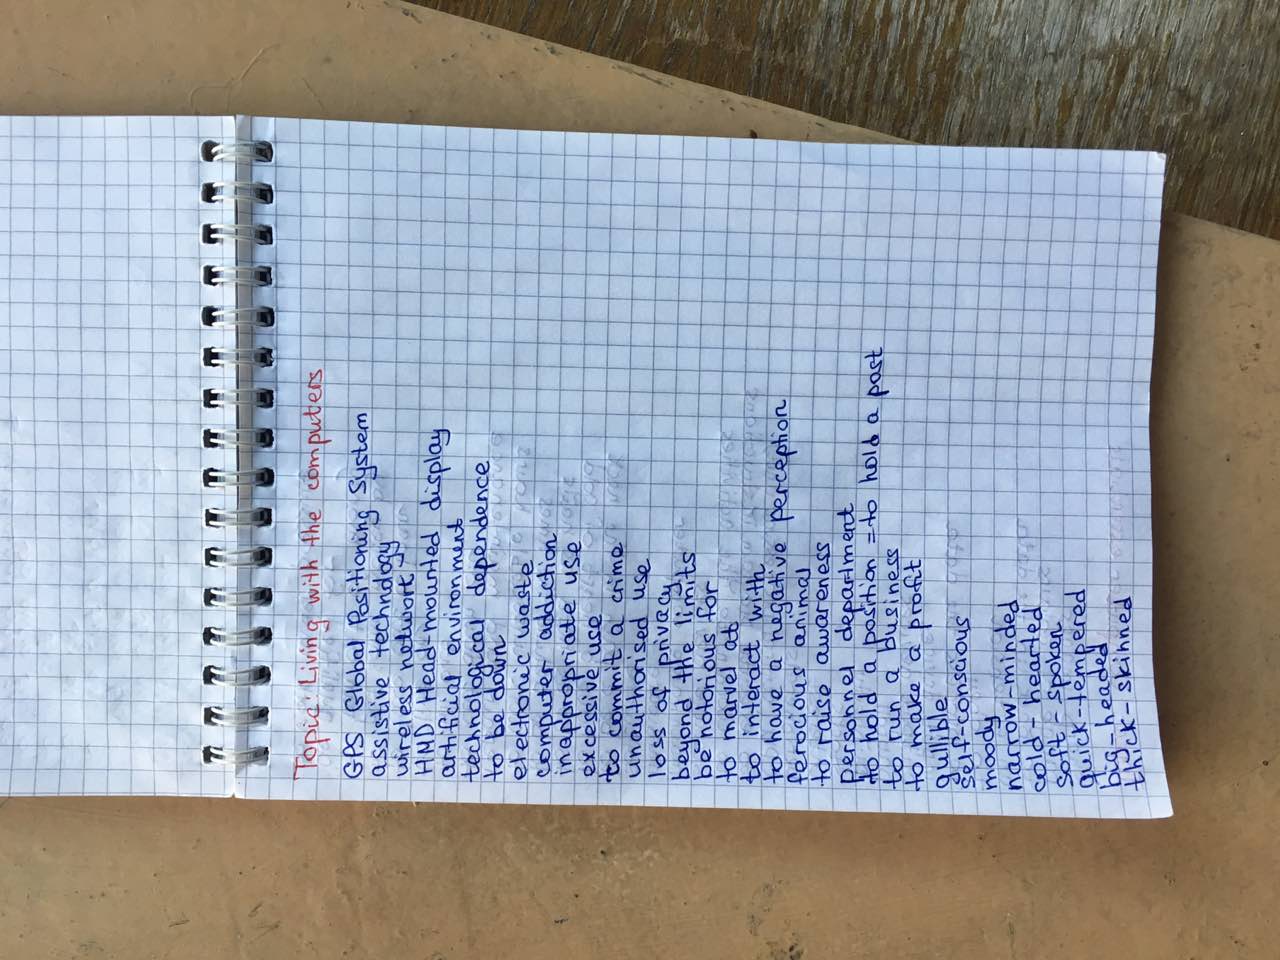 Topic: Living with the computers
GPS Global Positioning System
assistive technology
wireless network
HMD Head-mounted display
artificial environment
technological dependence
to be down
electronic waste
computer addiction
inappropriate use
excessive use
to commit a crime
unauthorised use
loss of privacy
beyond the limits
be notorious for
to marvel at
to interact with
to have a negative perception
ferocious animal
to raise awareness
personnel department
to hold a position = to hold a post
to run a business
to make a profit
gullible
self-conscious
moody
narrow-minded
cold-hearted
soft-spoken
quick-tempered
big-headed
thick-skinned